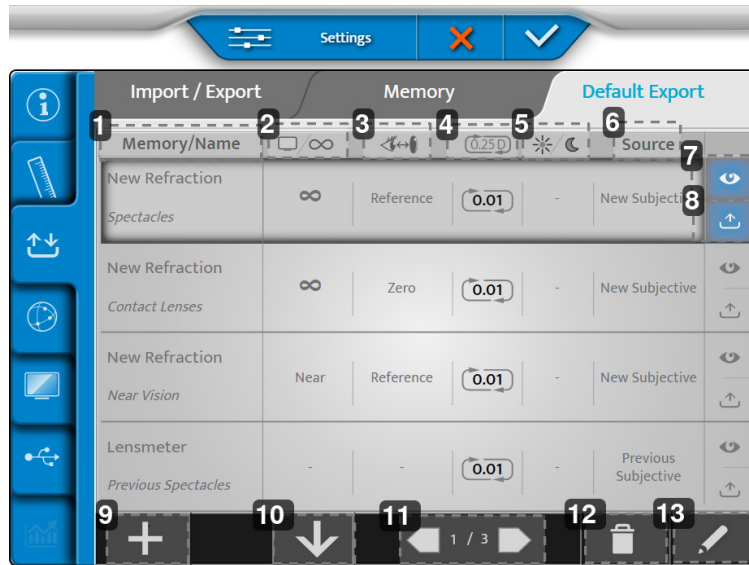 Settings
Import / Export Memory Default Export
1 2 3 4 5 6
Memory/Name / ∞ 0.25 D / Source
7
New Refraction
Spectacles
∞ Reference 0.01 - New Subjective
8
New Refraction
Contact Lenses
∞ Zero 0.01 - New Subjective
New Refraction
Near Vision
Near Reference 0.01 - New Subjective
Lensmeter
Previous Spectacles
- - 0.01 - Previous
Subjective
9 10 11 12 13
1 / 3